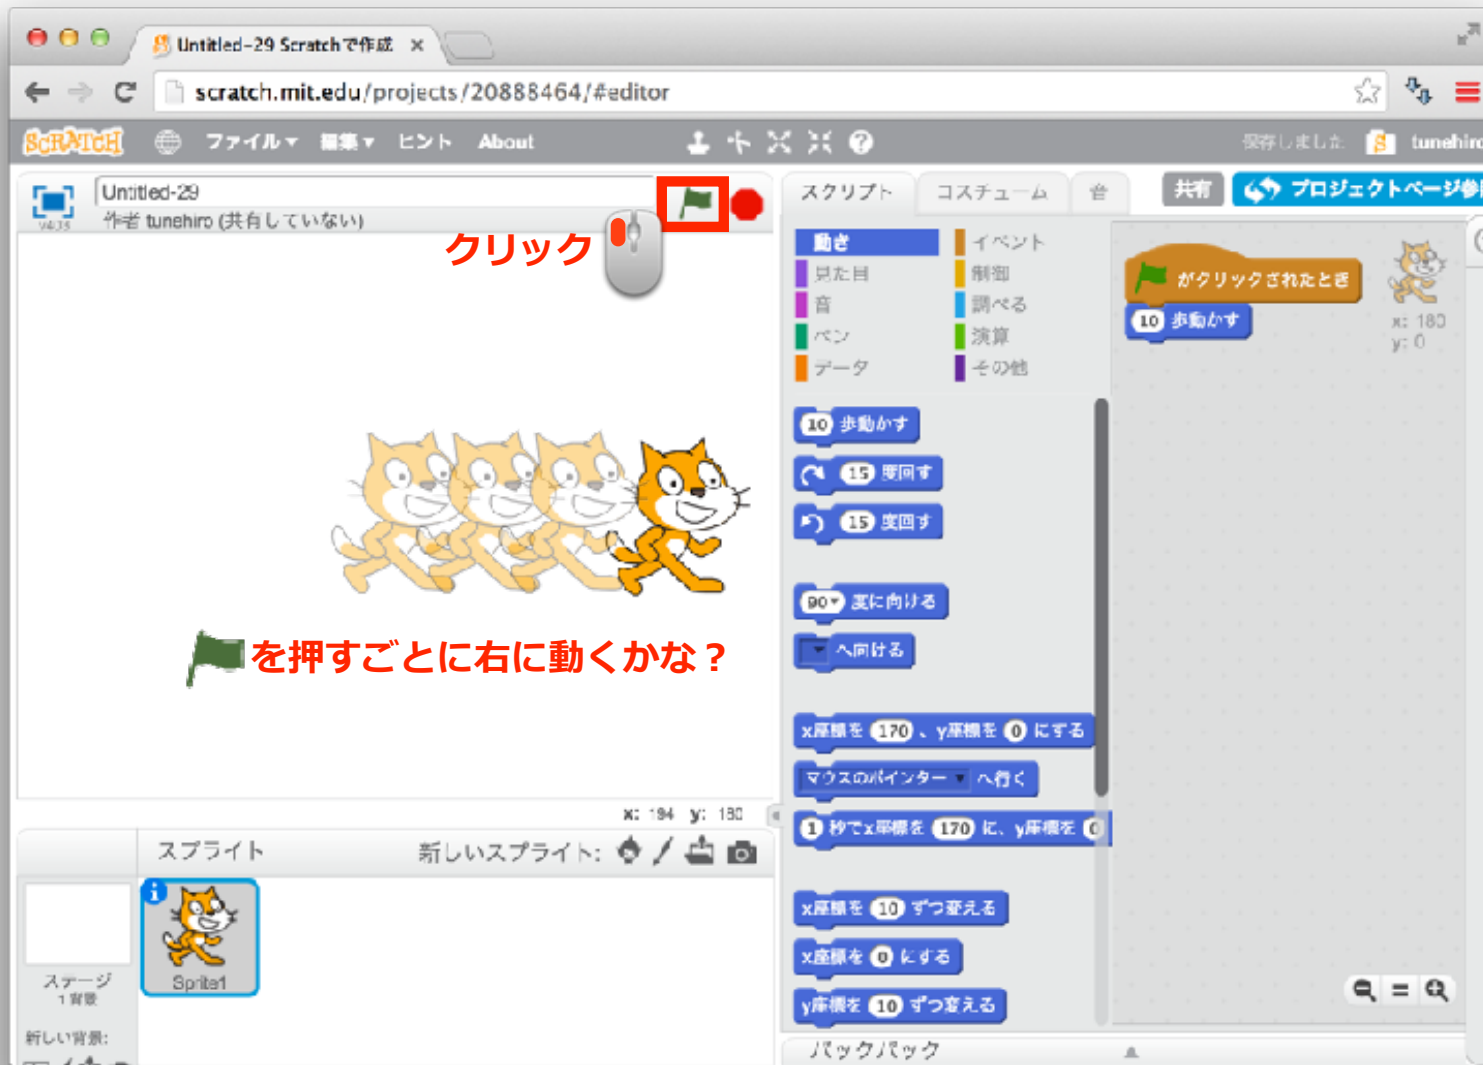 Untitled-29 Scratchで作成
scratch.mit.edu/projects/20888464/#editor
SCRATCH ファイル 編集 ヒント About 保存しました tunehiro
Untitled-29
作者 tunehiro (共有していない)
v403
クリック
スクリプト コスチューム 音 共有 プロジェクトページ参
動き イベント
見た目 制御
音 調べる
ペン 演算
データ その他
がクリックされたとき
10 歩動かす
x: 180
y: 0
10 歩動かす
15 度回す
15 度回す
90 度に向ける
へ向ける
x座標を 170 、y座標を 0 にする
マウスのポインター へ行く
1 秒でx座標を 170 に、y座標を 0
x座標を 10 ずつ変える
x座標を 0 にする
y座標を 10 ずつ変える
を押すごとに右に動くかな？
x: 194 y: 180
スプライト 新しいスプライト:
Sprite1
ステージ
1 背景
新しい背景:
バックパック